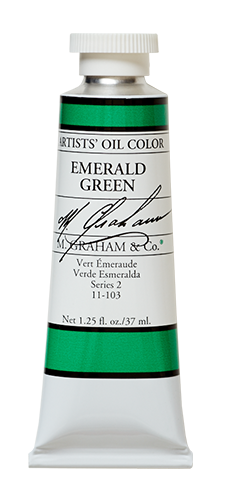 ARTISTS' OIL COLOR
EMERALD
GREEN
M. Graham
M. GRAHAM & Co.
Vert Émeraude
Verde Esmeralda
Series 2
11-103
Net 1.25 fl. oz./37 ml.